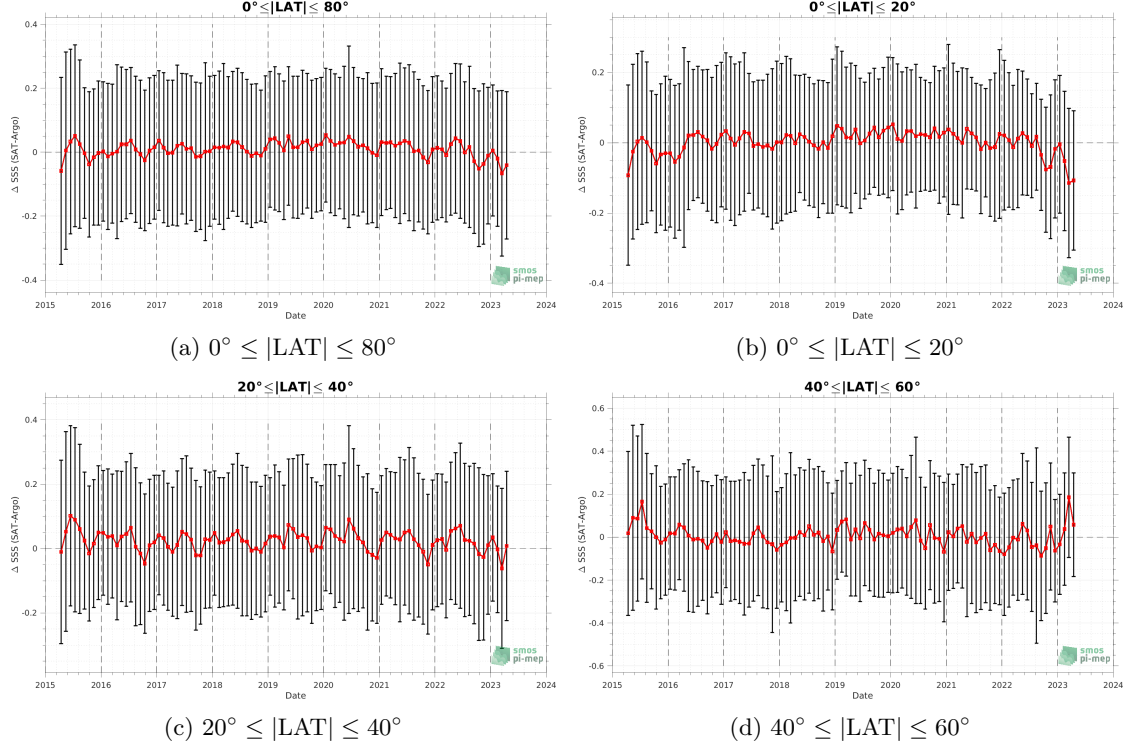 0°≤|LAT|≤ 80°
0.4
0.2
0
-0.2
-0.4
Δ SSS (SAT-Argo)
smos
pi-mep
2015 2016 2017 2018 2019 2020 2021 2022 2023 2024
Date
(a) 0° ≤ |LAT| ≤ 80°
0°≤|LAT|≤ 20°
0.2
0
-0.2
-0.4
Δ SSS (SAT-Argo)
smos
pi-mep
2015 2016 2017 2018 2019 2020 2021 2022 2023 2024
Date
(b) 0° ≤ |LAT| ≤ 20°
20°≤|LAT|≤ 40°
0.4
0.2
0
-0.2
Δ SSS (SAT-Argo)
smos
pi-mep
2015 2016 2017 2018 2019 2020 2021 2022 2023 2024
Date
(c) 20° ≤ |LAT| ≤ 40°
40°≤|LAT|≤ 60°
0.6
0.4
0.2
0
-0.2
-0.4
-0.6
Δ SSS (SAT-Argo)
smos
pi-mep
2015 2016 2017 2018 2019 2020 2021 2022 2023 2024
Date
(d) 40° ≤ |LAT| ≤ 60°